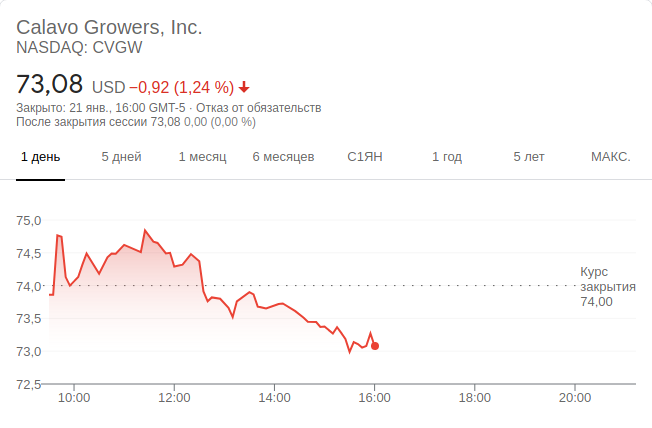 Calavo Growers, Inc.
NASDAQ: CVGW
73,08 USD −0,92 (1,24 %)
Закрыто: 21 янв., 16:00 GMT-5 · Отказ от обязательств
После закрытия сессии 73,08 0,00 (0,00 %)
1 день 5 дней 1 месяц 6 месяцев С1ЯН 1 год 5 лет МАКС.
75,0
74,5
74,0
73,5
73,0
72,5
Курс
закрытия
74,00
10:00 12:00 14:00 16:00 18:00 20:00